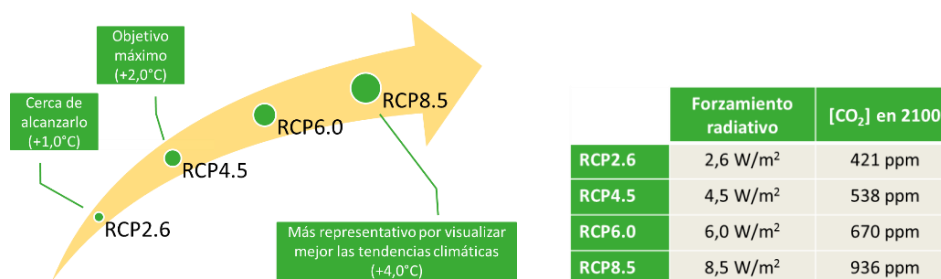 Objetivo
máximo
(+2,0°C)
Cerca de
alcanzarlo
(+1,0°C)
RCP8.5
RCP6.0
RCP4.5
RCP2.6
Más representativo por visualizar
mejor las tendencias climáticas
(+4,0°C)
Forzamiento
radiativo
[CO₂] en 2100
RCP2.6 2,6 W/m² 421 ppm
RCP4.5 4,5 W/m² 538 ppm
RCP6.0 6,0 W/m² 670 ppm
RCP8.5 8,5 W/m² 936 ppm